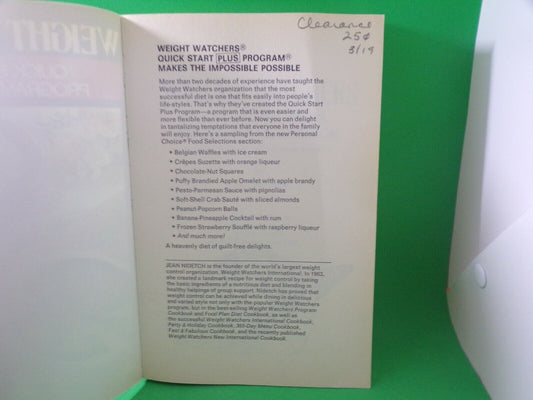 Clearance
25¢
3/19
WEIGHT
WEIGHT WATCHERS®
QUICK START PLUS PROGRAM®
MAKES THE IMPOSSIBLE POSSIBLE
More than two decades of experience have taught the
Weight Watchers organization that the most
successful diet is one that fits easily into people's
life-styles. That's why they've created the Quick Start
Plus Program—a program that is even easier and
more flexible than ever before. Now you can delight
in tantalizing temptations that everyone in the family
will enjoy. Here's a sampling from the new Personal
Choice® Food Selections section:
• Belgian Waffles with ice cream
• Crêpes Suzette with orange liqueur
• Chocolate-Nut Squares
• Puffy Brandied Apple Omelet with apple brandy
• Pesto-Parmesan Sauce with pignolias
• Soft-Shell Crab Sauté with sliced almonds
• Peanut-Popcorn Balls
• Banana-Pineapple Cocktail with rum
• Frozen Strawberry Soufflé with raspberry liqueur
• And much more!
A heavenly diet of guilt-free delights.
JEAN NIDETCH is the founder of the world's largest weight
control organization, Weight Watchers International. In 1963,
she created a landmark recipe for weight control by taking
the basic ingredients of a nutritious diet and blending in
healthy helpings of group support. Nidetch has proved that
weight control can be achieved while dining in delicious
and varied style not only with the popular Weight Watchers
program, but in the best-selling Weight Watchers Program
Cookbook and Food Plan Diet Cookbook, as well as
the successful Weight Watchers International Cookbook,
Party & Holiday Cookbook, 365-Day Menu Cookbook,
Fast & Fabulous Cookbook, and the recently published
Weight Watchers New International Cookbook.